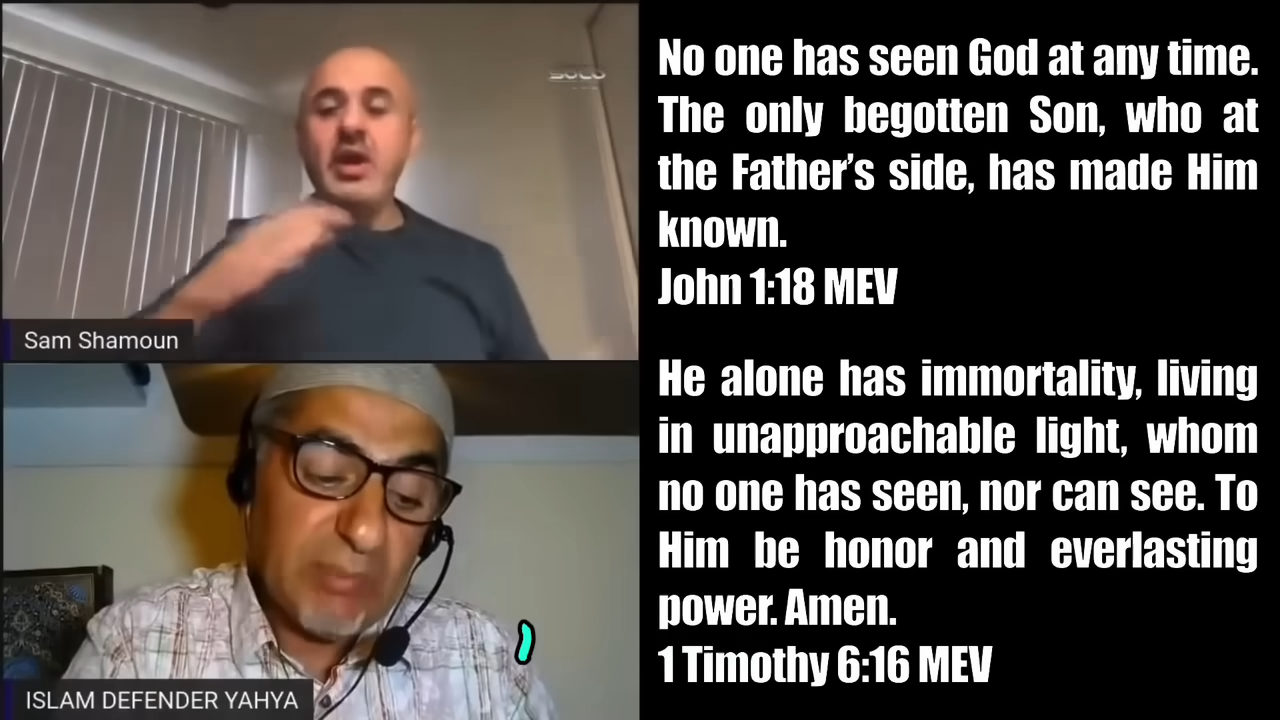 Sam Shamoun
ISLAM DEFENDER YAHYA
No one has seen God at any time.
The only begotten Son, who at
the Father’s side, has made Him
known.
John 1:18 MEV
He alone has immortality, living
in unapproachable light, whom
no one has seen, nor can see. To
Him be honor and everlasting
power. Amen.
1 Timothy 6:16 MEV